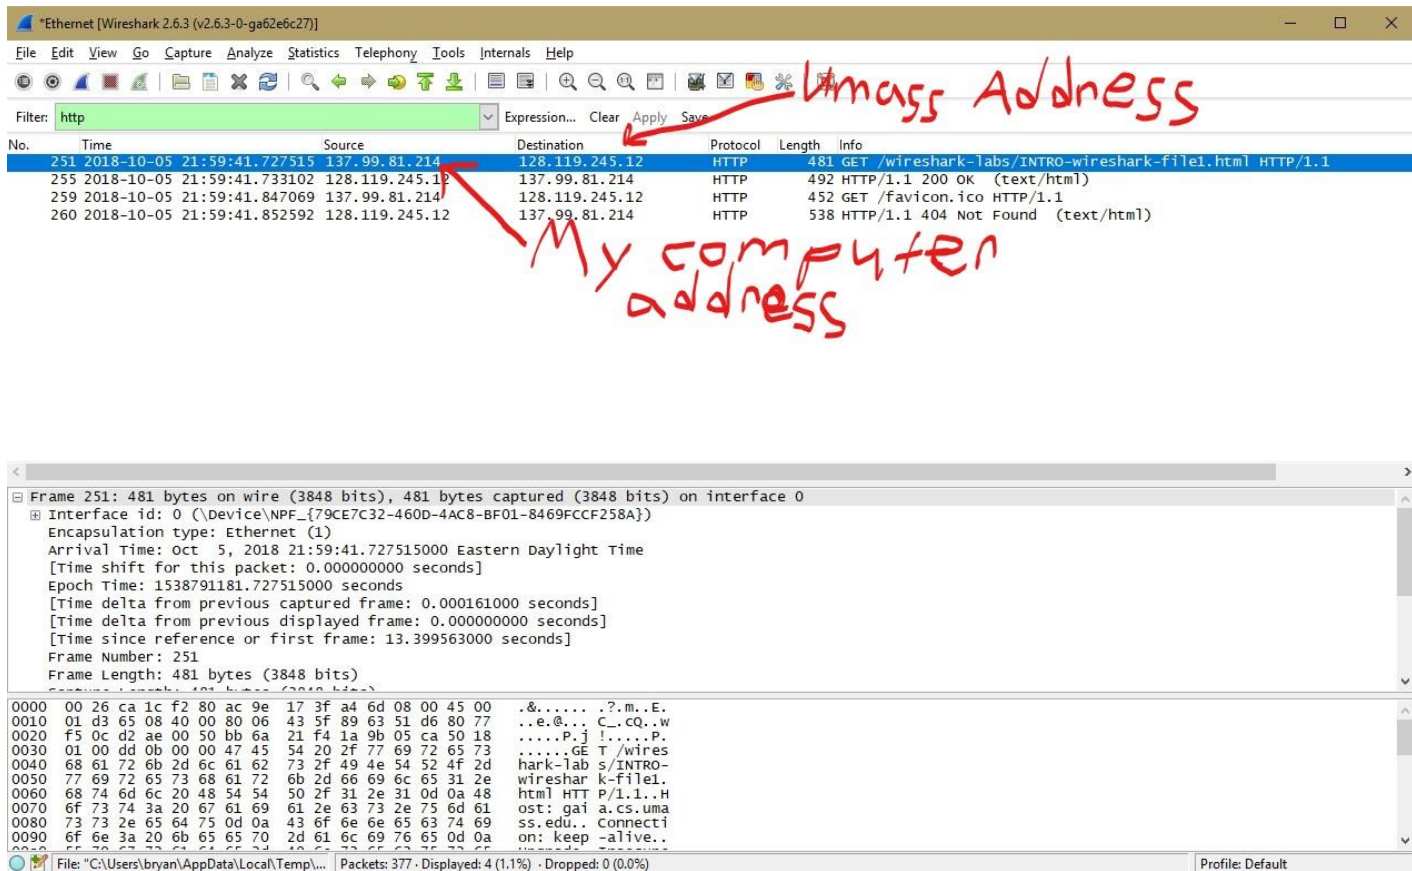 *Ethernet [Wireshark 2.6.3 (v2.6.3-0-ga62e6c27)]
File Edit View Go Capture Analyze Statistics Telephony Tools Internals Help
Umass Address
Filter: http Expression... Clear Apply Save
No. Time Source Destination Protocol Length Info
251 2018-10-05 21:59:41.727515 137.99.81.214 128.119.245.12 HTTP 481 GET /wireshark-labs/INTRO-wireshark-file1.html HTTP/1.1
255 2018-10-05 21:59:41.733102 128.119.245.12 137.99.81.214 HTTP 492 HTTP/1.1 200 OK (text/html)
259 2018-10-05 21:59:41.847069 137.99.81.214 128.119.245.12 HTTP 452 GET /favicon.ico HTTP/1.1
260 2018-10-05 21:59:41.852592 128.119.245.12 137.99.81.214 HTTP 538 HTTP/1.1 404 Not Found (text/html)
My computer
address
Frame 251: 481 bytes on wire (3848 bits), 481 bytes captured (3848 bits) on interface 0
Interface id: 0 (\Device\NPF_{79CE7C32-460D-4AC8-BF01-8469FCCF258A})
Encapsulation type: Ethernet (1)
Arrival Time: Oct 5, 2018 21:59:41.727515000 Eastern Daylight Time
[Time shift for this packet: 0.000000000 seconds]
Epoch Time: 1538791181.727515000 seconds
[Time delta from previous captured frame: 0.000161000 seconds]
[Time delta from previous displayed frame: 0.000000000 seconds]
[Time since reference or first frame: 13.399563000 seconds]
Frame Number: 251
Frame Length: 481 bytes (3848 bits)
0000 00 26 ca 1c f2 80 ac 9e 17 3f a4 6d 08 00 45 00 .&...... .?.m..E.
0010 01 d3 65 08 40 00 80 06 43 5f 89 63 51 d6 80 77 ..e.@... C_.cQ..w
0020 f5 0c d2 ae 00 50 bb 6a 21 f4 1a 9b 05 ca 50 18 .....P.j !.....P.
0030 01 00 dd 0b 00 00 47 45 54 20 2f 77 69 72 65 73 ......GE T /wires
0040 68 61 72 6b 2d 6c 61 62 73 2f 49 4e 54 52 4f 2d hark-lab s/INTRO-
0050 77 69 72 65 73 68 61 72 6b 2d 66 69 6c 65 31 2e wireshar k-file1.
0060 68 74 6d 6c 20 48 54 54 50 2f 31 2e 31 0d 0a 48 html HTT P/1.1..H
0070 6f 73 74 3a 20 67 61 69 61 2e 63 73 2e 75 6d 61 ost: gai a.cs.uma
0080 73 73 2e 65 64 75 0d 0a 43 6f 6e 6e 65 63 74 69 ss.edu.. Connecti
0090 6f 6e 3a 20 6b 65 65 70 2d 61 6c 69 76 65 0d 0a on: keep -alive..
File: "C:\Users\bryan\AppData\Local\Temp\... Packets: 377 · Displayed: 4 (1.1%) · Dropped: 0 (0.0%) Profile: Default